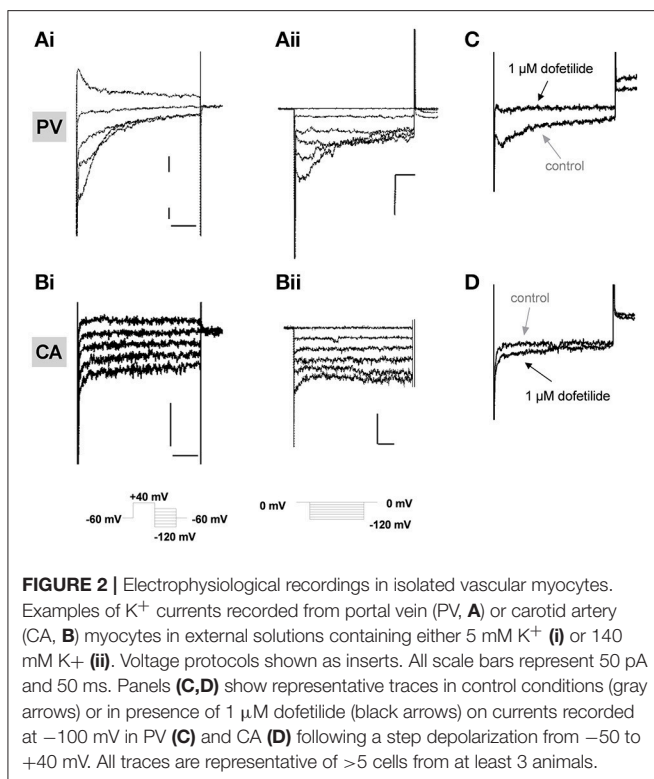 Ai
Aii
C
1 µM dofetilide
PV
control
Bi
Bii
D
control
CA
1 µM dofetilide
+40 mV
-60 mV
-60 mV
-120 mV
0 mV
0 mV
-120 mV
FIGURE 2 | Electrophysiological recordings in isolated vascular myocytes.
Examples of K+ currents recorded from portal vein (PV, A) or carotid artery
(CA, B) myocytes in external solutions containing either 5 mM K+ (i) or 140
mM K+ (ii). Voltage protocols shown as inserts. All scale bars represent 50 pA
and 50 ms. Panels (C,D) show representative traces in control conditions (gray
arrows) or in presence of 1 μM dofetilide (black arrows) on currents recorded
at −100 mV in PV (C) and CA (D) following a step depolarization from −50 to
+40 mV. All traces are representative of >5 cells from at least 3 animals.